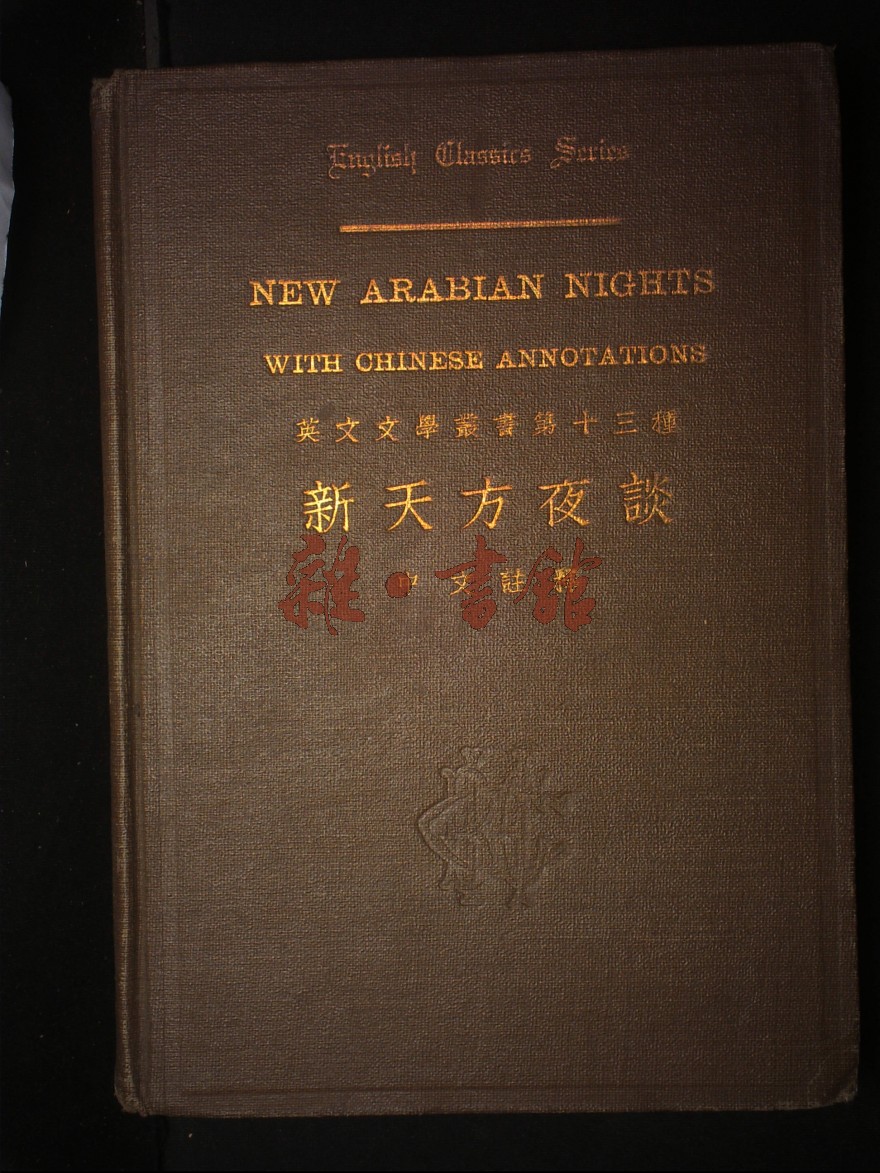 English Classics Series
NEW ARABIAN NIGHTS
WITH CHINESE ANNOTATIONS
英文文學叢書第十三種
新天方夜談
中文註釋
雜·書館